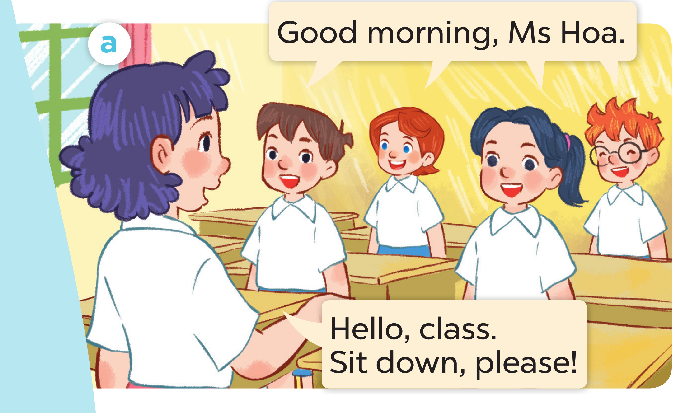 a
Good morning, Ms Hoa.
Hello, class.
Sit down, please!